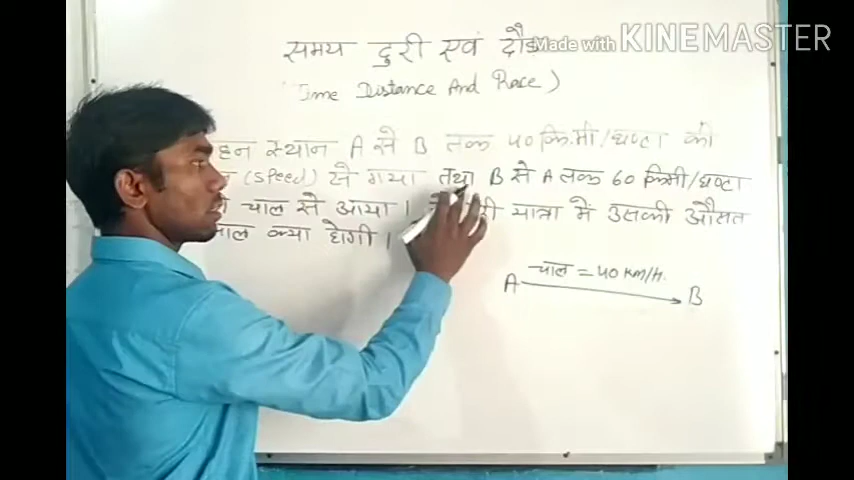 समय दुरी एवं दौड़
Made with KINEMASTER
Time Distance And Race )
हन स्थान A से B तक 40 कि.मी/घण्टा की
(speed) से गया तथा B से A तक 60 किमी/घण्टा
चाल से आया। री यात्रा में उसकी औसत
चाल क्या होगी।
चाल = 40 km/h.
A B